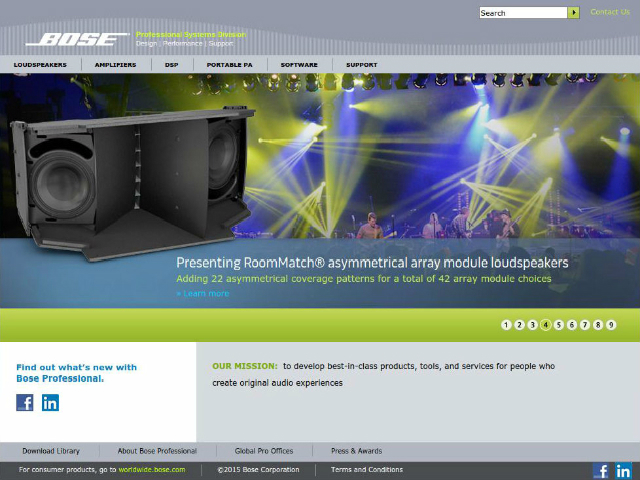 Search
Contact Us
BOSE
Professional Systems Division
Design | Performance | Support
LOUDSPEAKERS
AMPLIFIERS
DSP
PORTABLE PA
SOFTWARE
SUPPORT
Presenting RoomMatch® asymmetrical array module loudspeakers
Adding 22 asymmetrical coverage patterns for a total of 42 array module choices
» Learn more
1 2 3 4 5 6 7 8 9
Find out what's new with
Bose Professional.
OUR MISSION: to develop best-in-class products, tools, and services for people who
create original audio experiences
f in
Download Library
About Bose Professional
Global Pro Offices
Press & Awards
For consumer products, go to worldwide.bose.com
©2015 Bose Corporation
Terms and Conditions
f in